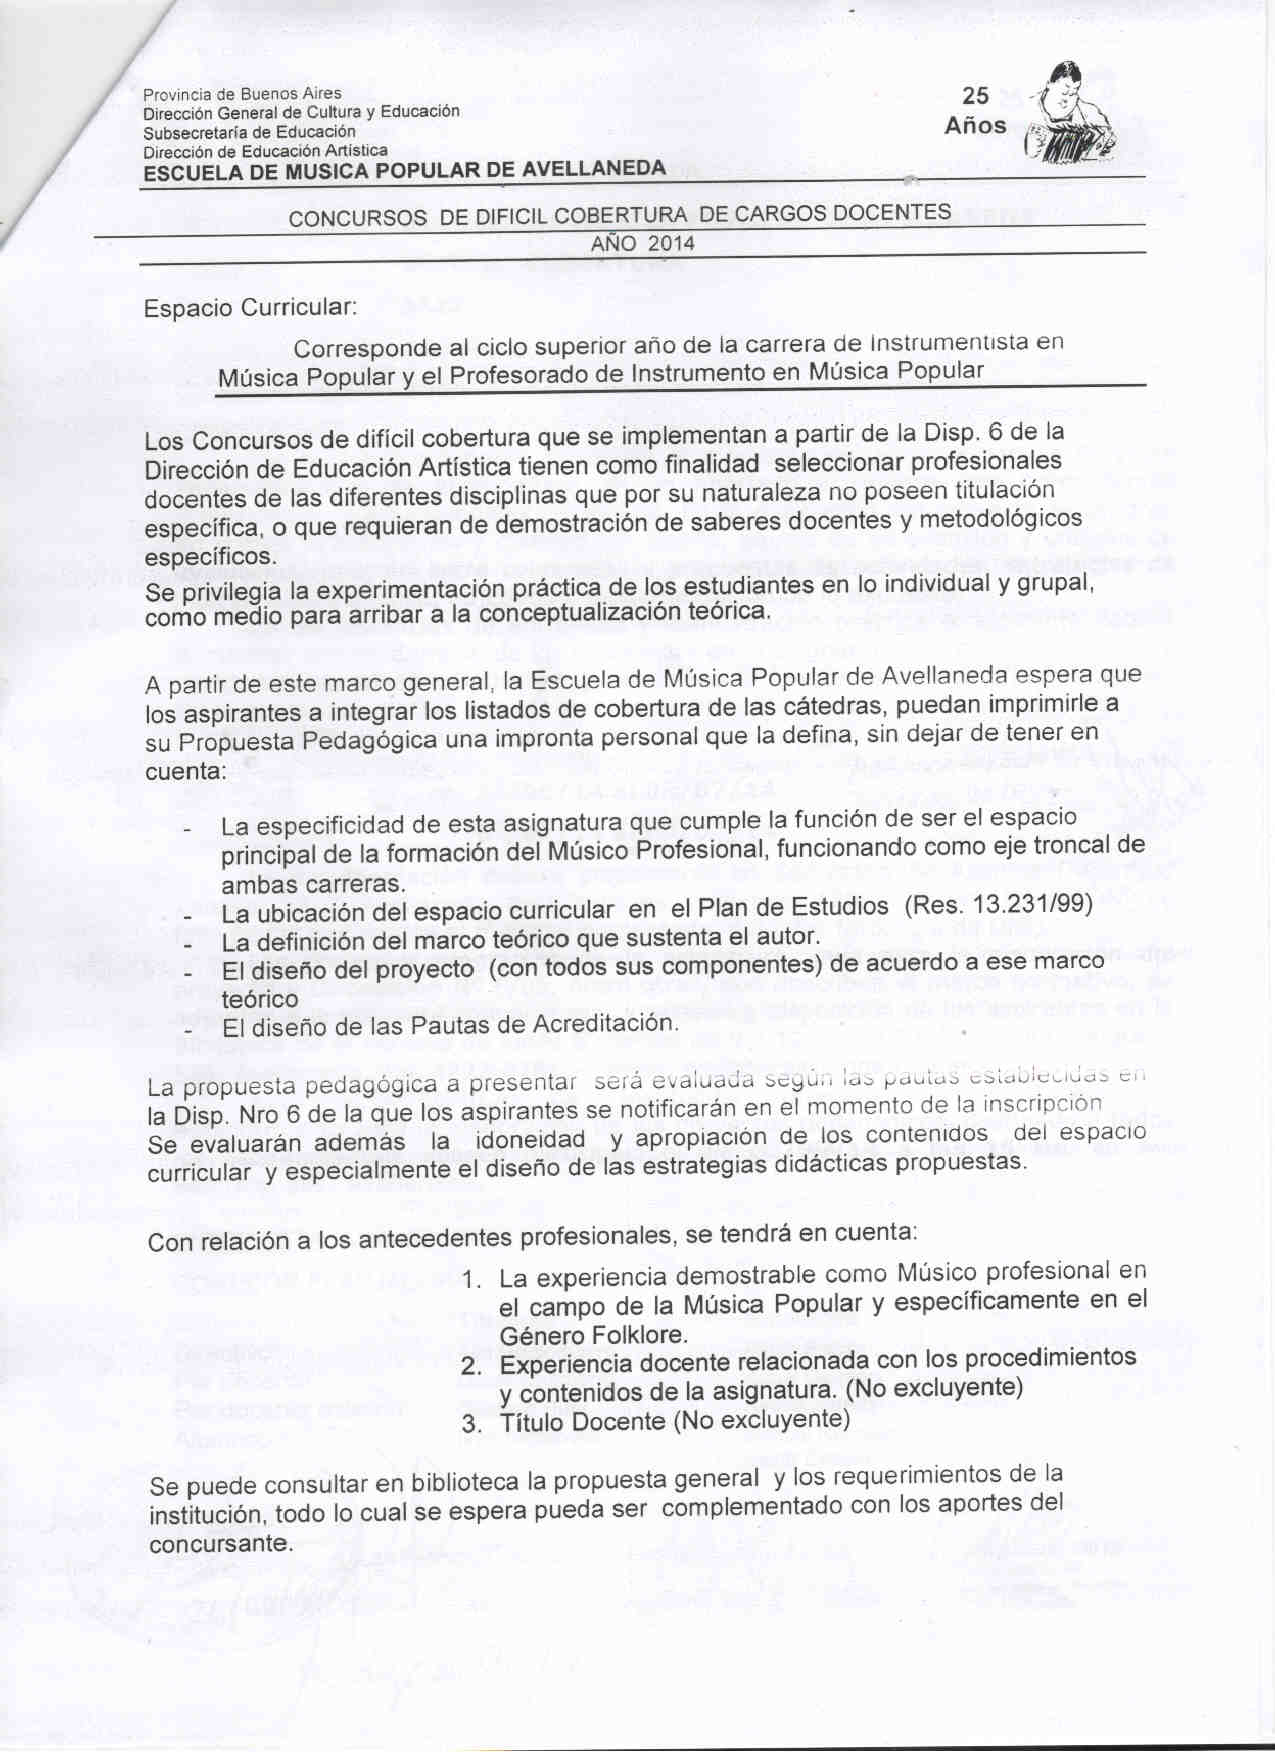 Provincia de Buenos Aires
Dirección General de Cultura y Educación
Subsecretaría de Educación
Dirección de Educación Artística
ESCUELA DE MUSICA POPULAR DE AVELLANEDA
25
Años
CONCURSOS DE DIFICIL COBERTURA DE CARGOS DOCENTES
AÑO 2014
Espacio Curricular:
Corresponde al ciclo superior año de la carrera de Instrumentista en
Música Popular y el Profesorado de Instrumento en Música Popular
Los Concursos de difícil cobertura que se implementan a partir de la Disp. 6 de la
Dirección de Educación Artística tienen como finalidad seleccionar profesionales
docentes de las diferentes disciplinas que por su naturaleza no poseen titulación
específica, o que requieran de demostración de saberes docentes y metodológicos
específicos.
Se privilegia la experimentación práctica de los estudiantes en lo individual y grupal,
como medio para arribar a la conceptualización teórica.
A partir de este marco general, la Escuela de Música Popular de Avellaneda espera que
los aspirantes a integrar los listados de cobertura de las cátedras, puedan imprimirle a
su Propuesta Pedagógica una impronta personal que la defina, sin dejar de tener en
cuenta:
- La especificidad de esta asignatura que cumple la función de ser el espacio
principal de la formación del Músico Profesional, funcionando como eje troncal de
ambas carreras.
- La ubicación del espacio curricular en el Plan de Estudios (Res. 13.231/99)
- La definición del marco teórico que sustenta el autor.
- El diseño del proyecto (con todos sus componentes) de acuerdo a ese marco
teórico
- El diseño de las Pautas de Acreditación.
La propuesta pedagógica a presentar será evaluada según las pautas establecidas en
la Disp. Nro 6 de la que los aspirantes se notificarán en el momento de la inscripción
Se evaluarán además la idoneidad y apropiación de los contenidos del espacio
curricular y especialmente el diseño de las estrategias didácticas propuestas.
Con relación a los antecedentes profesionales, se tendrá en cuenta:
1. La experiencia demostrable como Músico profesional en
el campo de la Música Popular y específicamente en el
Género Folklore.
2. Experiencia docente relacionada con los procedimientos
y contenidos de la asignatura. (No excluyente)
3. Título Docente (No excluyente)
Se puede consultar en biblioteca la propuesta general y los requerimientos de la
institución, todo lo cual se espera pueda ser complementado con los aportes del
concursante.